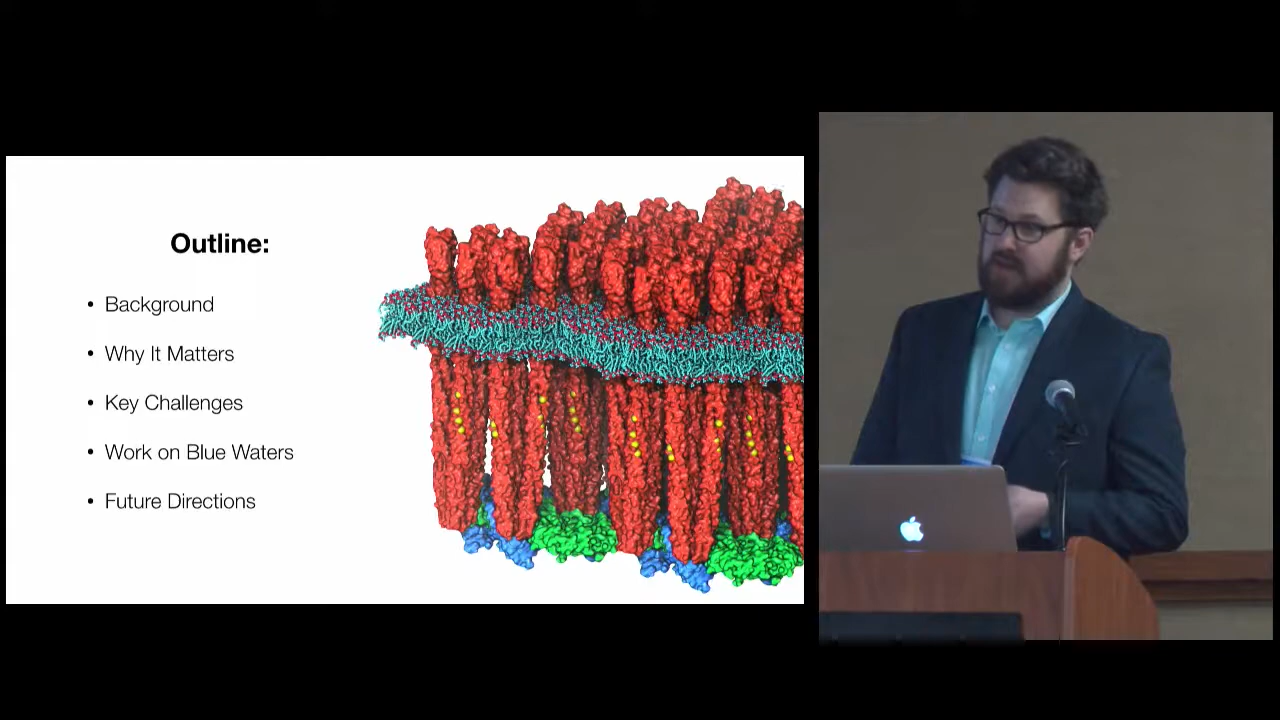 Outline:
• Background
• Why It Matters
• Key Challenges
• Work on Blue Waters
• Future Directions